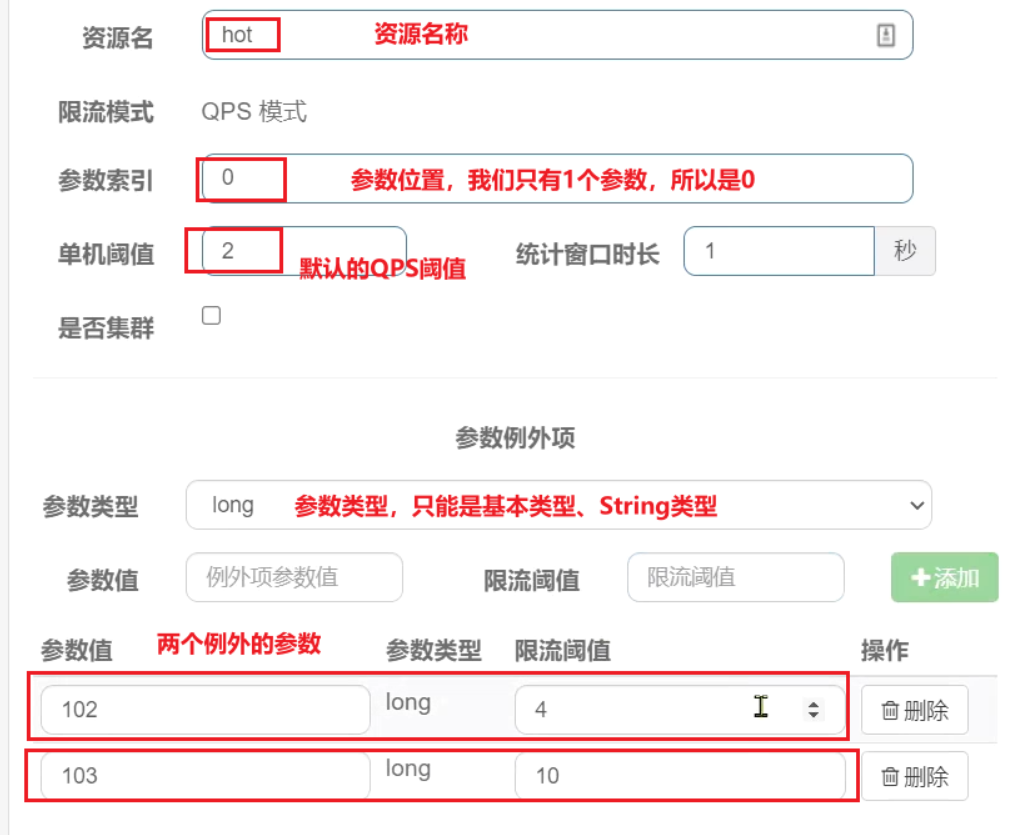 资源名 hot 资源名称
限流模式 QPS 模式
参数索引 0 参数位置，我们只有1个参数，所以是0
单机阈值 2 默认的QPS阈值 统计窗口时长 1 秒
是否集群
参数例外项
参数类型 long 参数类型，只能是基本类型、String类型
参数值 例外项参数值 限流阈值 限流阈值 +添加
参数值 两个例外的参数 参数类型 限流阈值 操作
102 long 4 删除
103 long 10 删除